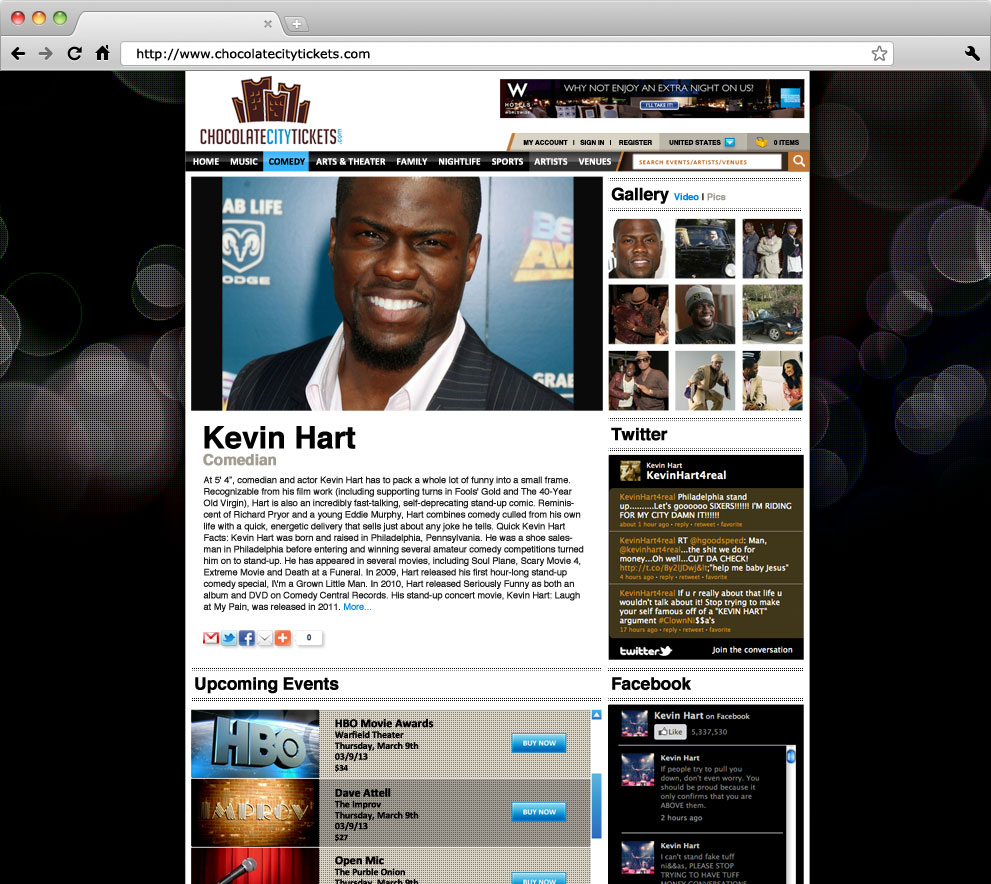 http://www.chocolatecitytickets.com
CHOCOLATECITYTICKETS.com
W
HOTELS
WORLDWIDE
WHY NOT ENJOY AN EXTRA NIGHT ON US!
I'LL TAKE IT!
MY ACCOUNT I SIGN IN I REGISTER UNITED STATES 0 ITEMS
HOME MUSIC COMEDY ARTS & THEATER FAMILY NIGHTLIFE SPORTS ARTISTS VENUES
SEARCH EVENTS/ARTISTS/VENUES
AB LIFE
DODGE
GRAB
Gallery Video I Pics
Kevin Hart
Comedian
At 5' 4", comedian and actor Kevin Hart has to pack a whole lot of funny into a small frame.
Recognizable from his film work (including supporting turns in Fools' Gold and The 40-Year
Old Virgin), Hart is also an incredibly fast-talking, self-deprecating stand-up comic. Reminis-
cent of Richard Pryor and a young Eddie Murphy, Hart combines comedy culled from his own
life with a quick, energetic delivery that sells just about any joke he tells. Quick Kevin Hart
Facts: Kevin Hart was born and raised in Philadelphia, Pennsylvania. He was a shoe sales-
man in Philadelphia before entering and winning several amateur comedy competitions turned
him on to stand-up. He has appeared in several movies, including Soul Plane, Scary Movie 4,
Extreme Movie and Death at a Funeral. In 2009, Hart released his first hour-long stand-up
comedy special, I\'m a Grown Little Man. In 2010, Hart released Seriously Funny as both an
album and DVD on Comedy Central Records. His stand-up concert movie, Kevin Hart: Laugh
at My Pain, was released in 2011. More...
0
Twitter
Kevin Hart
KevinHart4real
KevinHart4real Philadelphia stand
up..........Let's goooooo SIXERS!!!!!! I'M RIDING
FOR MY CITY DAMN IT!!!!!!
about 1 hour ago · reply · retweet · favorite
KevinHart4real RT @hgoodspeed: Man,
@kevinhart4real...the shit we do for
money...Oh well...CUT DA CHECK!
http://t.co/8y2IJDwj&lt;"help me baby Jesus"
4 hours ago · reply · retweet · favorite
KevinHart4real If u r really about that life u
wouldn't talk about it! Stop trying to make
your self famous off of a "KEVIN HART"
argument #ClownNi$$a's
17 hours ago · reply · retweet · favorite
twitter
Join the conversation
Upcoming Events
HBO
HBO Movie Awards
Warfield Theater
Thursday, March 9th
03/9/13
$34
BUY NOW
IMPROV
Dave Attell
The Improv
Thursday, March 9th
03/9/13
$27
BUY NOW
Open Mic
The Purble Onion
Thursday, March 9th
BUY NOW
Facebook
Kevin Hart on Facebook
Like 5,337,530
Kevin Hart
If people try to pull you
down, don't even worry. You
should be proud because it
only confirms that you are
ABOVE them.
2 hours ago
Kevin Hart
I can't stand fake tuff
ni&&as, PLEASE STOP
TRYING TO HAVE TUFF
MONEY CONVERSATIONS